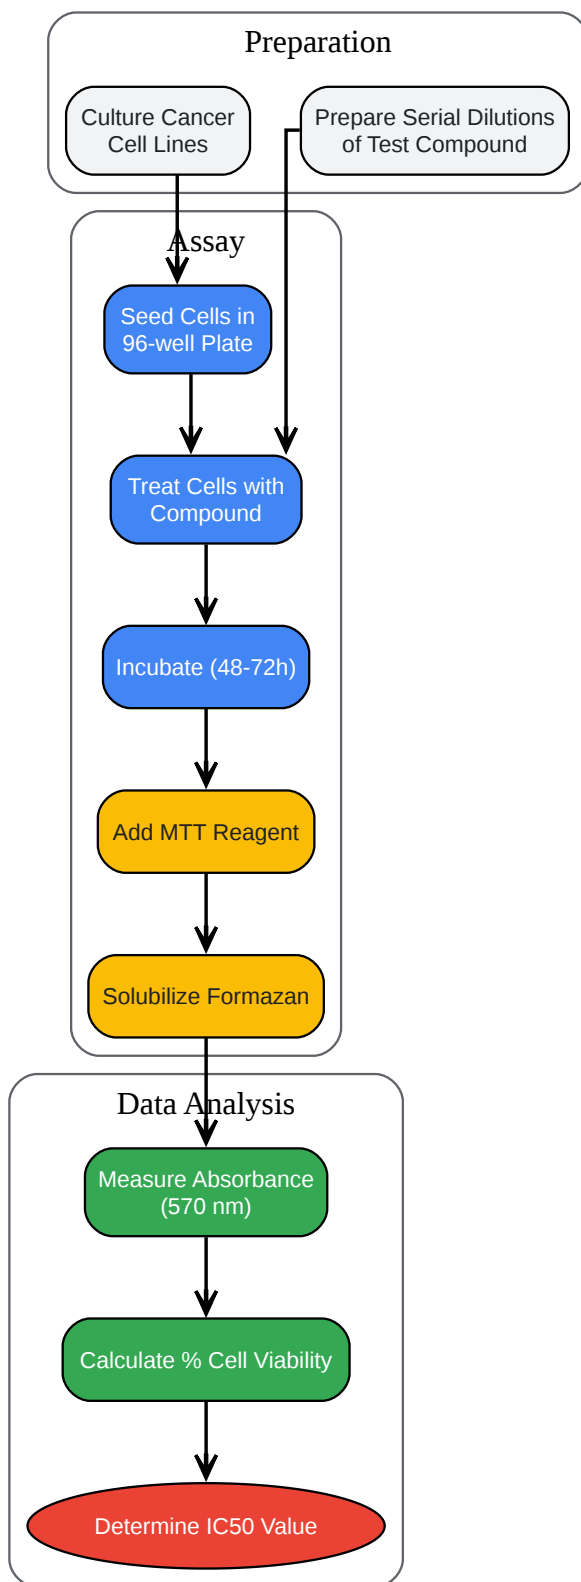 Preparation
Culture Cancer
Cell Lines
Prepare Serial Dilutions
of Test Compound
Assay
Seed Cells in
96-well Plate
Treat Cells with
Compound
Incubate (48-72h)
Add MTT Reagent
Solubilize Formazan
Data Analysis
Measure Absorbance
(570 nm)
Calculate % Cell Viability
Determine IC50 Value